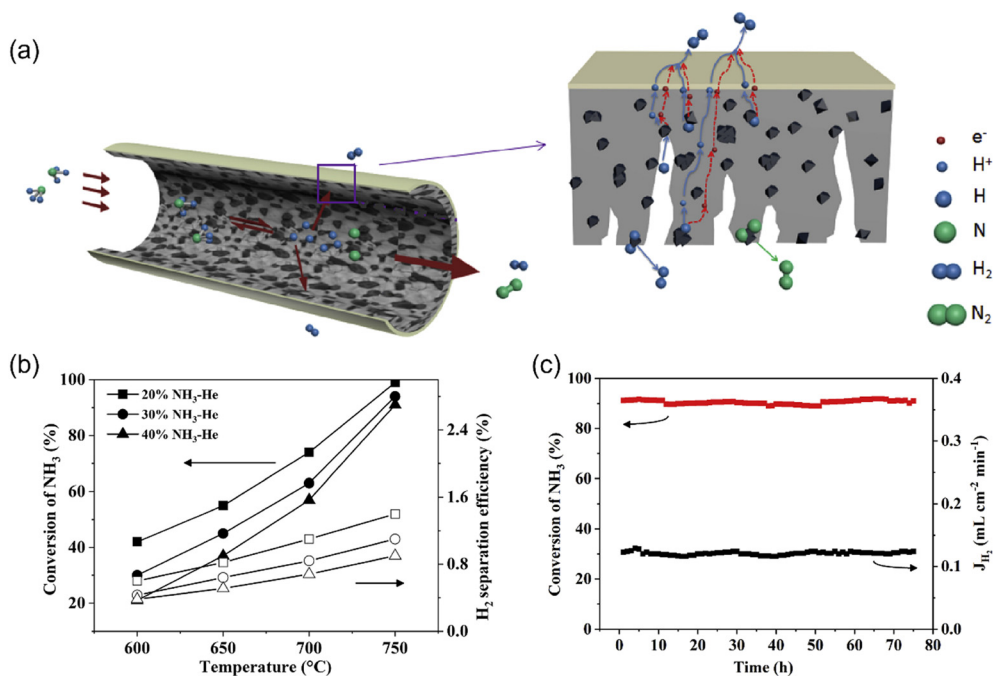 (a)
e⁻
H⁺
H
N
H₂
N₂
(b)
100
80
60
40
20
Conversion of NH₃ (%)
20% NH₃-He
30% NH₃-He
40% NH₃-He
2.4
1.6
0.8
0.0
H₂ separation efficiency (%)
600
650
700
750
Temperature (°C)
(c)
100
80
60
40
20
0
Conversion of NH₃ (%)
0.4
0.3
0.2
0.1
0.0
J_H₂ (mL cm⁻² min⁻¹)
0
10
20
30
40
50
60
70
80
Time (h)